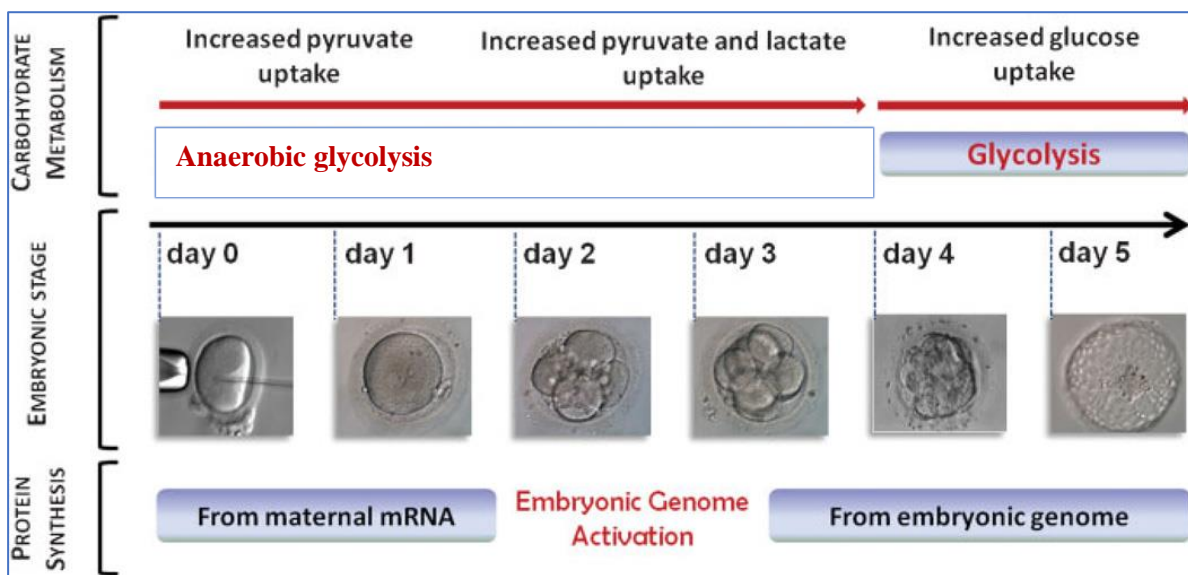 CARBOHYDRATE
METABOLISM
Increased pyruvate
uptake
Increased pyruvate and lactate
uptake
Increased glucose
uptake
Anaerobic glycolysis
Glycolysis
EMBRYONIC STAGE
day 0
day 1
day 2
day 3
day 4
day 5
PROTEIN
SYNTHESIS
From maternal mRNA
Embryonic Genome
Activation
From embryonic genome